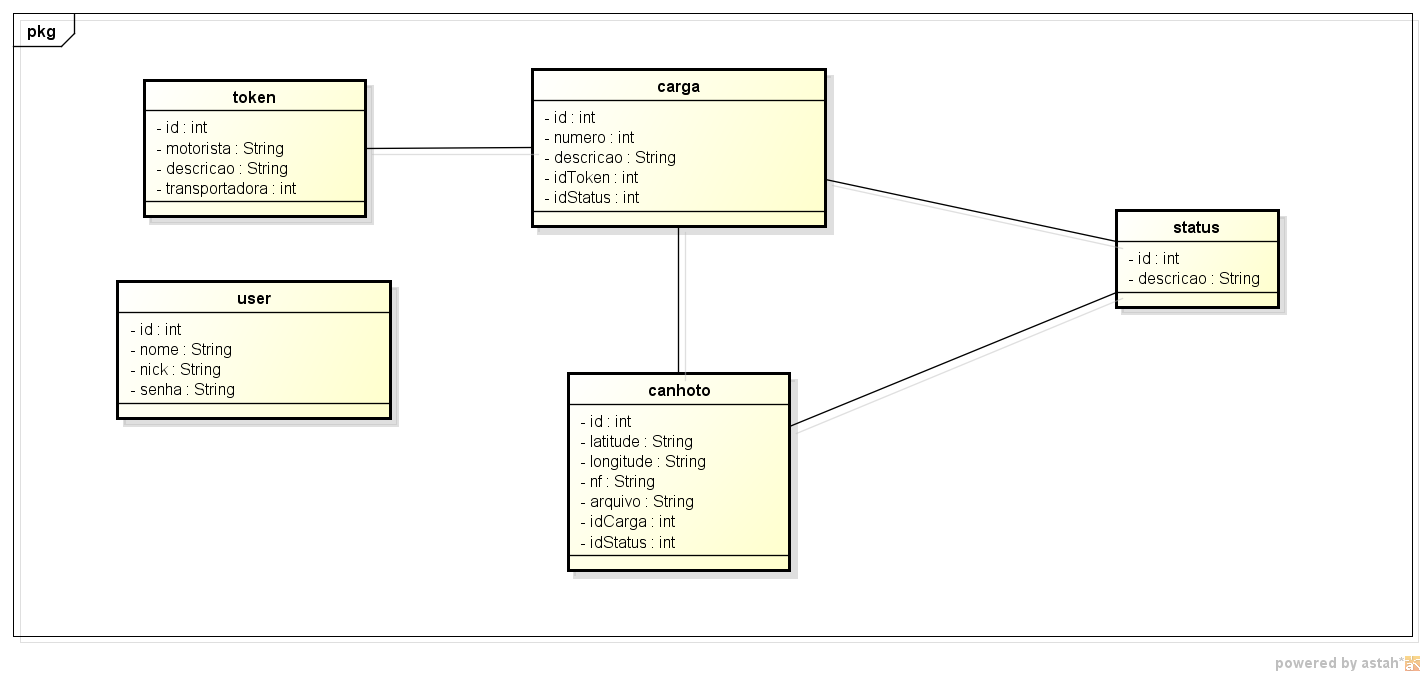 pkg
token
- id : int
- motorista : String
- descricao : String
- transportadora : int
carga
- id : int
- numero : int
- descricao : String
- idToken : int
- idStatus : int
status
- id : int
- descricao : String
user
- id : int
- nome : String
- nick : String
- senha : String
canhoto
- id : int
- latitude : String
- longitude : String
- nf : String
- arquivo : String
- idCarga : int
- idStatus : int
powered by astah*